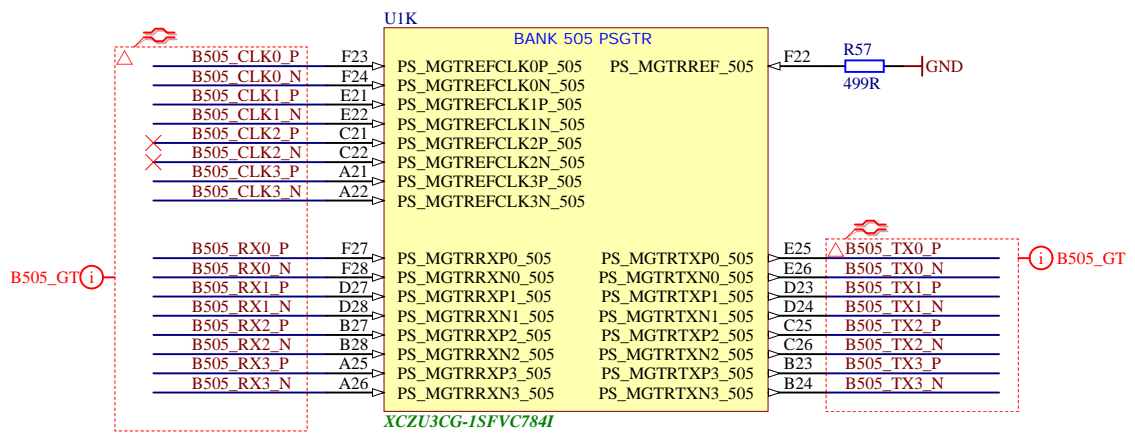 U1K
BANK 505 PSGTR
B505_CLK0_P F23 PS_MGTREFCLK0P_505 PS_MGTRREF_505 F22 R57 499R GND
B505_CLK0_N F24 PS_MGTREFCLK0N_505
B505_CLK1_P E21 PS_MGTREFCLK1P_505
B505_CLK1_N E22 PS_MGTREFCLK1N_505
B505_CLK2_P C21 PS_MGTREFCLK2P_505
B505_CLK2_N C22 PS_MGTREFCLK2N_505
B505_CLK3_P A21 PS_MGTREFCLK3P_505
B505_CLK3_N A22 PS_MGTREFCLK3N_505
B505_RX0_P F27 PS_MGTRRXP0_505 PS_MGTRTXP0_505 E25 B505_TX0_P
B505_GT i B505_RX0_N F28 PS_MGTRRXN0_505 PS_MGTRTXN0_505 E26 B505_TX0_N i B505_GT
B505_RX1_P D27 PS_MGTRRXP1_505 PS_MGTRTXP1_505 D23 B505_TX1_P
B505_RX1_N D28 PS_MGTRRXN1_505 PS_MGTRTXN1_505 D24 B505_TX1_N
B505_RX2_P B27 PS_MGTRRXP2_505 PS_MGTRTXP2_505 C25 B505_TX2_P
B505_RX2_N B28 PS_MGTRRXN2_505 PS_MGTRTXN2_505 C26 B505_TX2_N
B505_RX3_P A25 PS_MGTRRXP3_505 PS_MGTRTXP3_505 B23 B505_TX3_P
B505_RX3_N A26 PS_MGTRRXN3_505 PS_MGTRTXN3_505 B24 B505_TX3_N
XCZU3CG-1SFVC784I